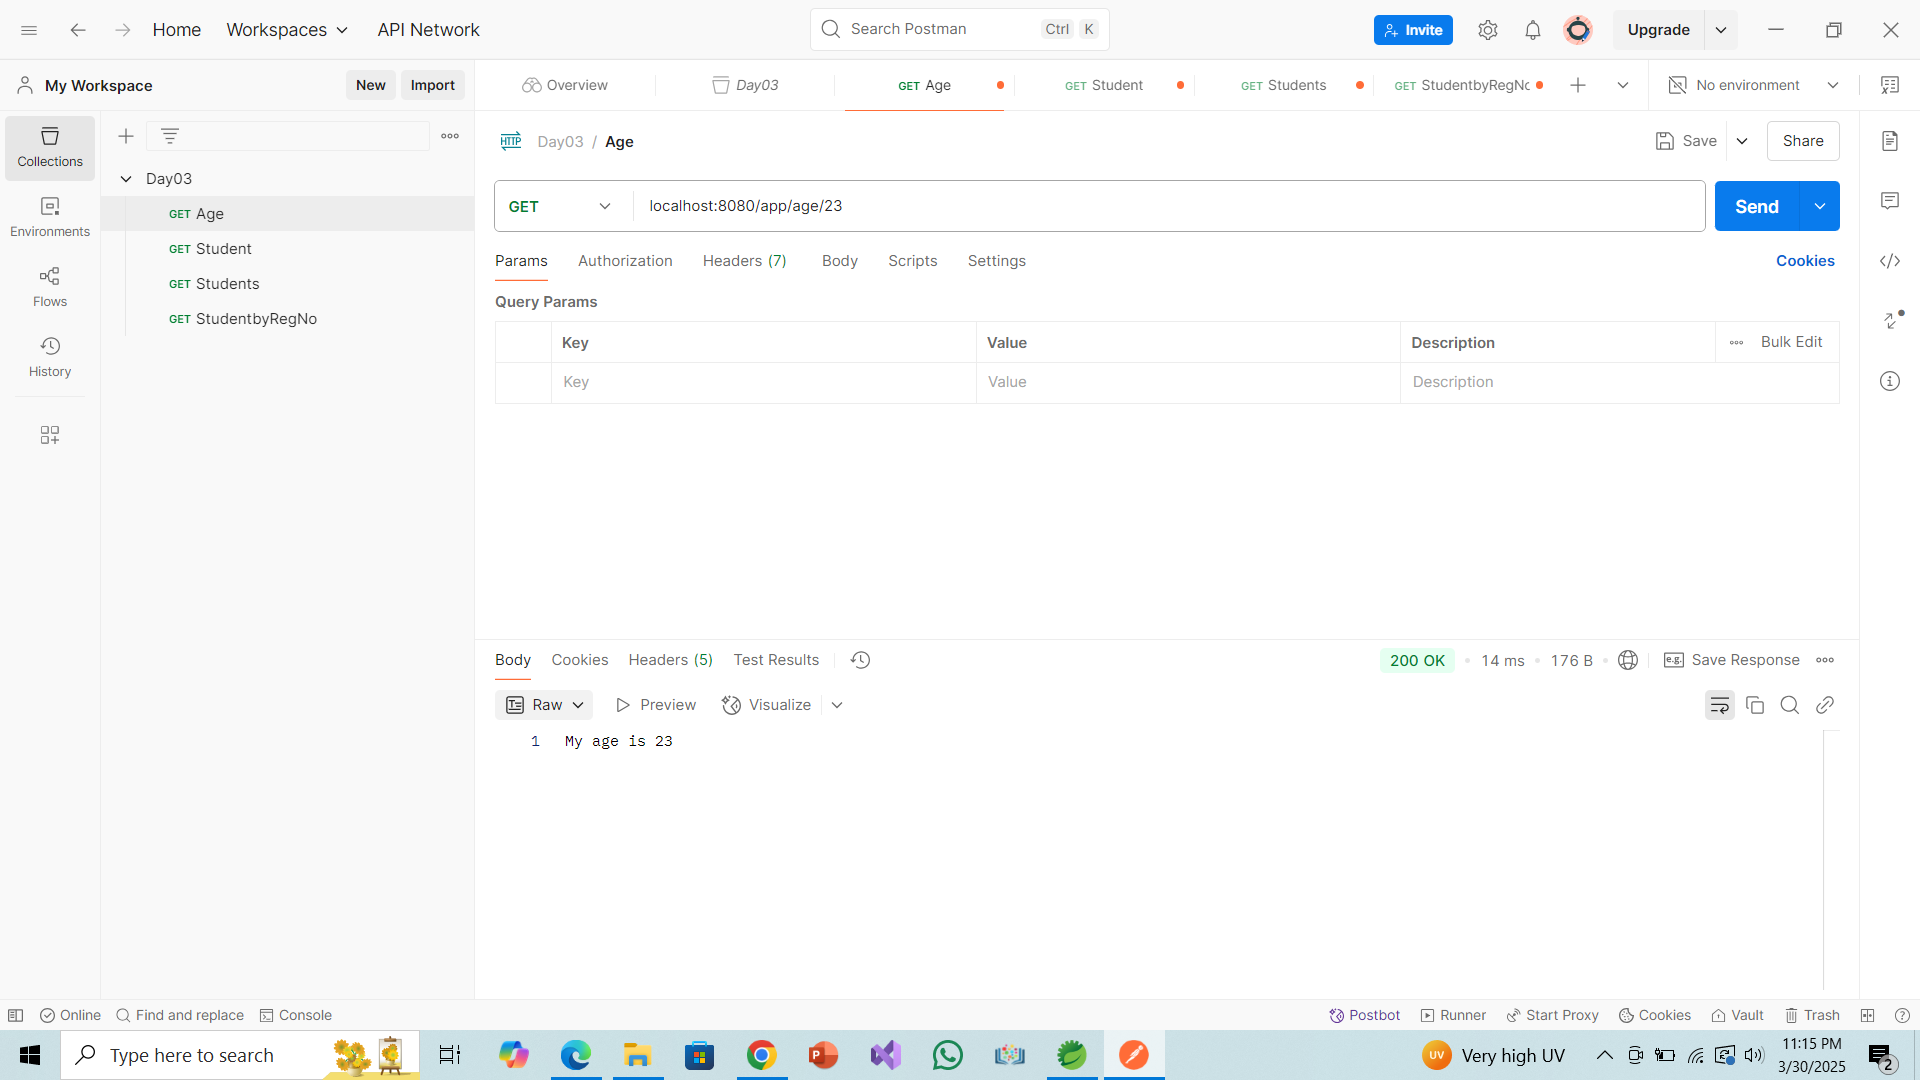 Home
Workspaces
API Network
Search Postman
Ctrl
K
Invite
Upgrade
My Workspace
New
Import
Overview
Day03
GET Age
GET Student
GET Students
GET StudentbyRegNo
No environment
Collections
Environments
Flows
History
Day03
GET Age
GET Student
GET Students
GET StudentbyRegNo
HTTP
Day03 / Age
Save
Share
GET
localhost:8080/app/age/23
Send
Params
Authorization
Headers (7)
Body
Scripts
Settings
Cookies
Query Params
Key
Value
Description
Bulk Edit
Key
Value
Description
Body
Cookies
Headers (5)
Test Results
200 OK
14 ms
176 B
e.g.
Save Response
Raw
Preview
Visualize
1 My age is 23
Online
Find and replace
Console
Postbot
Runner
Start Proxy
Cookies
Vault
Trash
Type here to search
UV
Very high UV
11:15 PM
3/30/2025
2